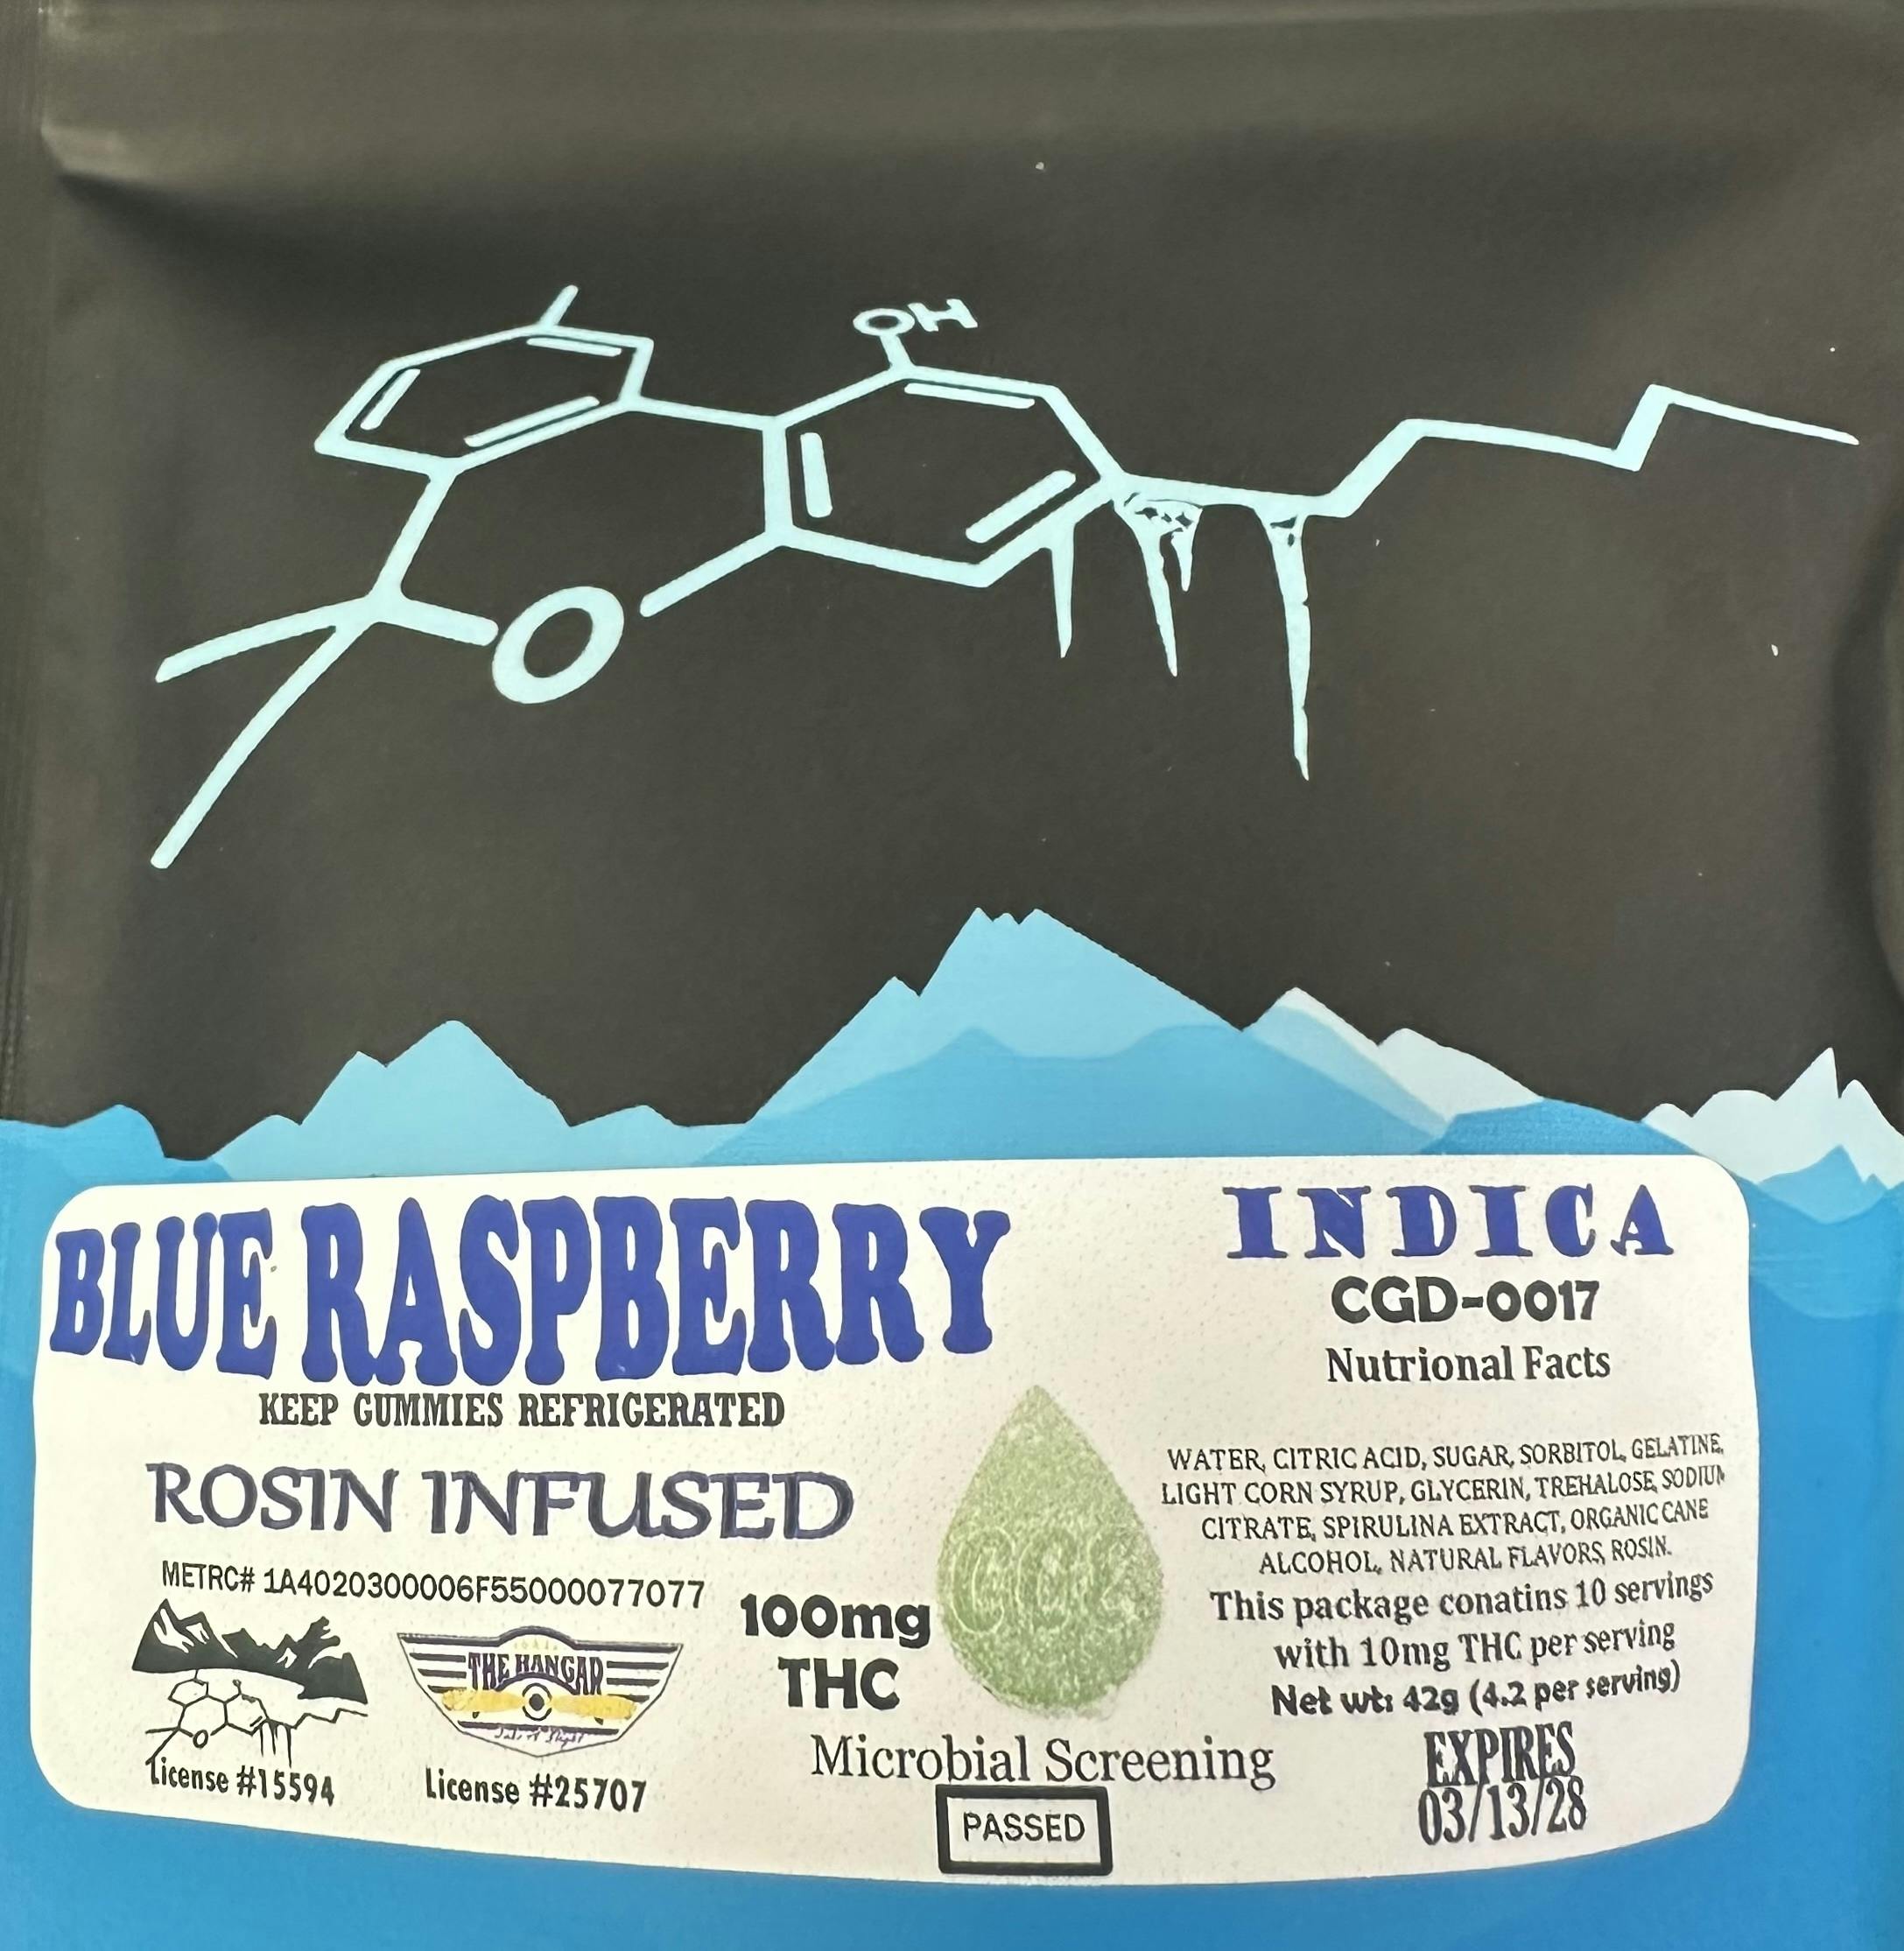 OH
O
BLUE RASPBERRY
KEEP GUMMIES REFRIGERATED
ROSIN INFUSED
METRC# 1A4020300006F55000077077
License #15594
THE HANGAR
License #25707
100mg
THC
Microbial Screening
PASSED
INDICA
CGD-0017
Nutrional Facts
WATER, CITRIC ACID, SUGAR, SORBITOL, GELATINE,
LIGHT CORN SYRUP, GLYCERIN, TREHALOSE, SODIUM
CITRATE, SPIRULINA EXTRACT, ORGANIC CANE
ALCOHOL, NATURAL FLAVORS, ROSIN.
This package conatins 10 servings
with 10mg THC per serving
Net wt: 42g (4.2 per serving)
EXPIRES
03/13/28